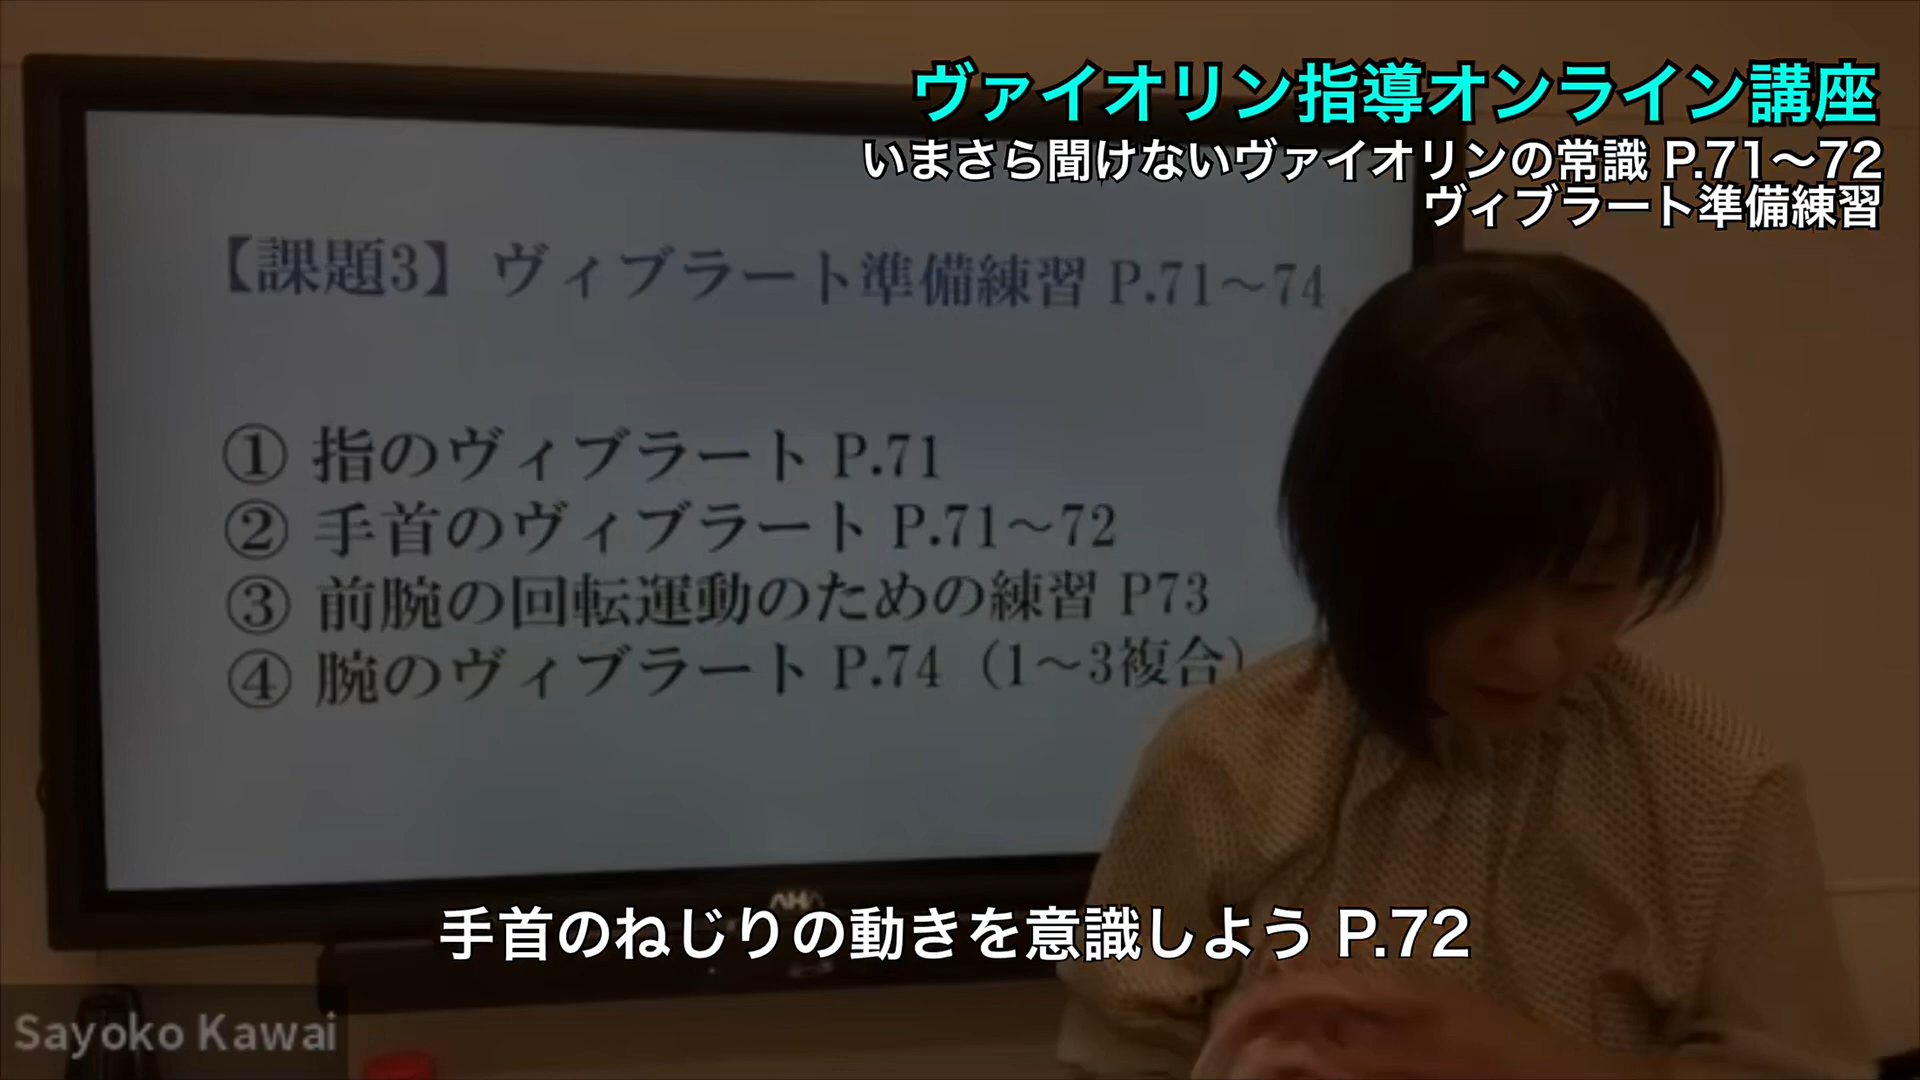 ヴァイオリン指導オンライン講座
いまさら聞けないヴァイオリンの常識 P.71～72
ヴィブラート準備練習
【課題3】ヴィブラート準備練習 P.71～74
① 指のヴィブラート P.71
② 手首のヴィブラート P.71～72
③ 前腕の回転運動のための練習 P73
④ 腕のヴィブラート P.74（1～3複合）
手首のねじりの動きを意識しよう P.72
Sayoko Kawai